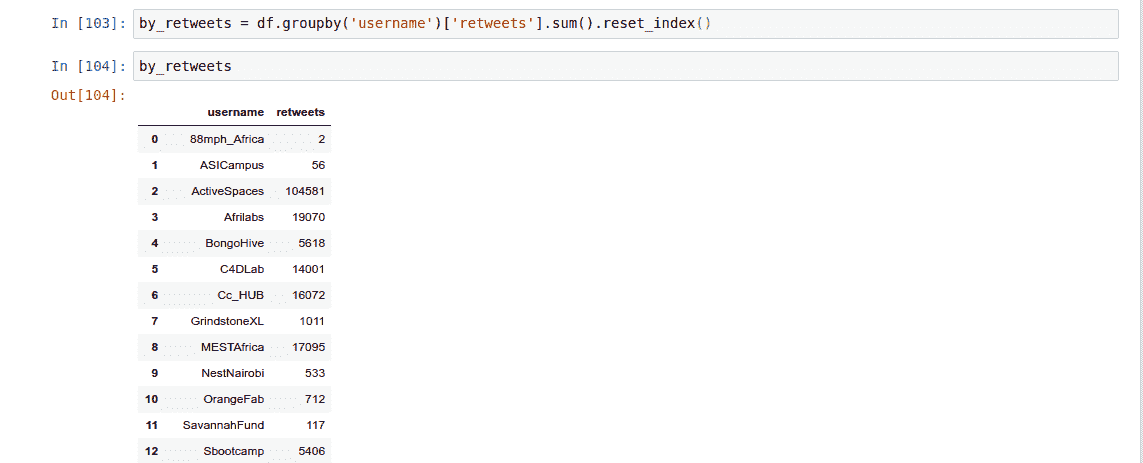 In [103]: by_retweets = df.groupby('username')['retweets'].sum().reset_index()
In [104]: by_retweets
Out[104]:
username retweets
0 88mph_Africa 2
1 ASICampus 56
2 ActiveSpaces 104581
3 Afrilabs 19070
4 BongoHive 5618
5 C4DLab 14001
6 Cc_HUB 16072
7 GrindstoneXL 1011
8 MESTAfrica 17095
9 NestNairobi 533
10 OrangeFab 712
11 SavannahFund 117
12 Sbootcamp 5406